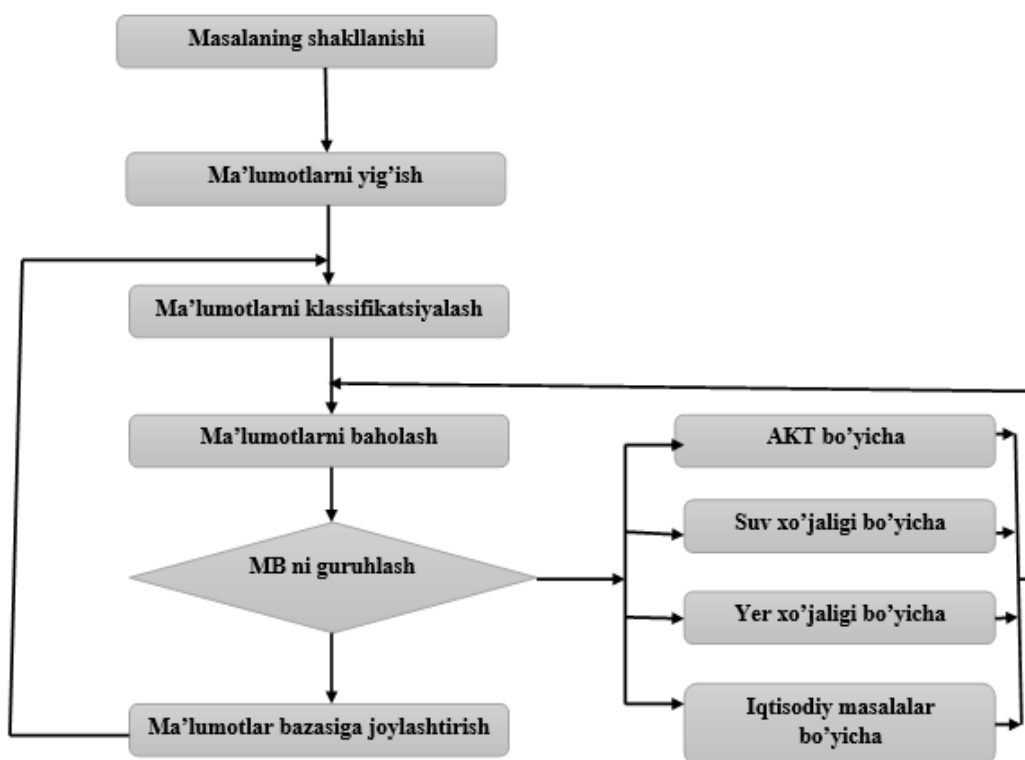 Masalaning shakllanishi
Ma’lumotlarni yig’ish
Ma’lumotlarni klassifikatsiyalash
Ma’lumotlarni baholash
MB ni guruhlash
Ma’lumotlar bazasiga joylashtirish
AKT bo’yicha
Suv xo’jaligi bo’yicha
Yer xo’jaligi bo’yicha
Iqtisodiy masalalar
bo’yicha